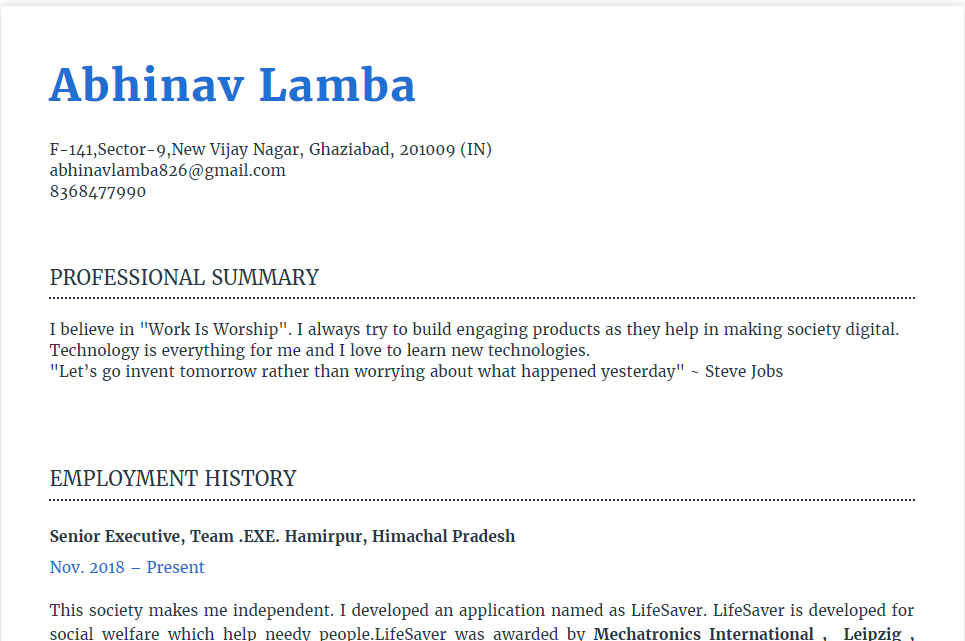 Abhinav Lamba
F-141,Sector-9,New Vijay Nagar, Ghaziabad, 201009 (IN)
abhinavlamba826@gmail.com
8368477990
PROFESSIONAL SUMMARY
I believe in "Work Is Worship". I always try to build engaging products as they help in making society digital.
Technology is everything for me and I love to learn new technologies.
"Let's go invent tomorrow rather than worrying about what happened yesterday" ~ Steve Jobs
EMPLOYMENT HISTORY
Senior Executive, Team .EXE. Hamirpur, Himachal Pradesh
Nov. 2018 – Present
This society makes me independent. I developed an application named as LifeSaver. LifeSaver is developed for
social welfare which help needy people.LifeSaver was awarded by Mechatronics International , Leipzig ,